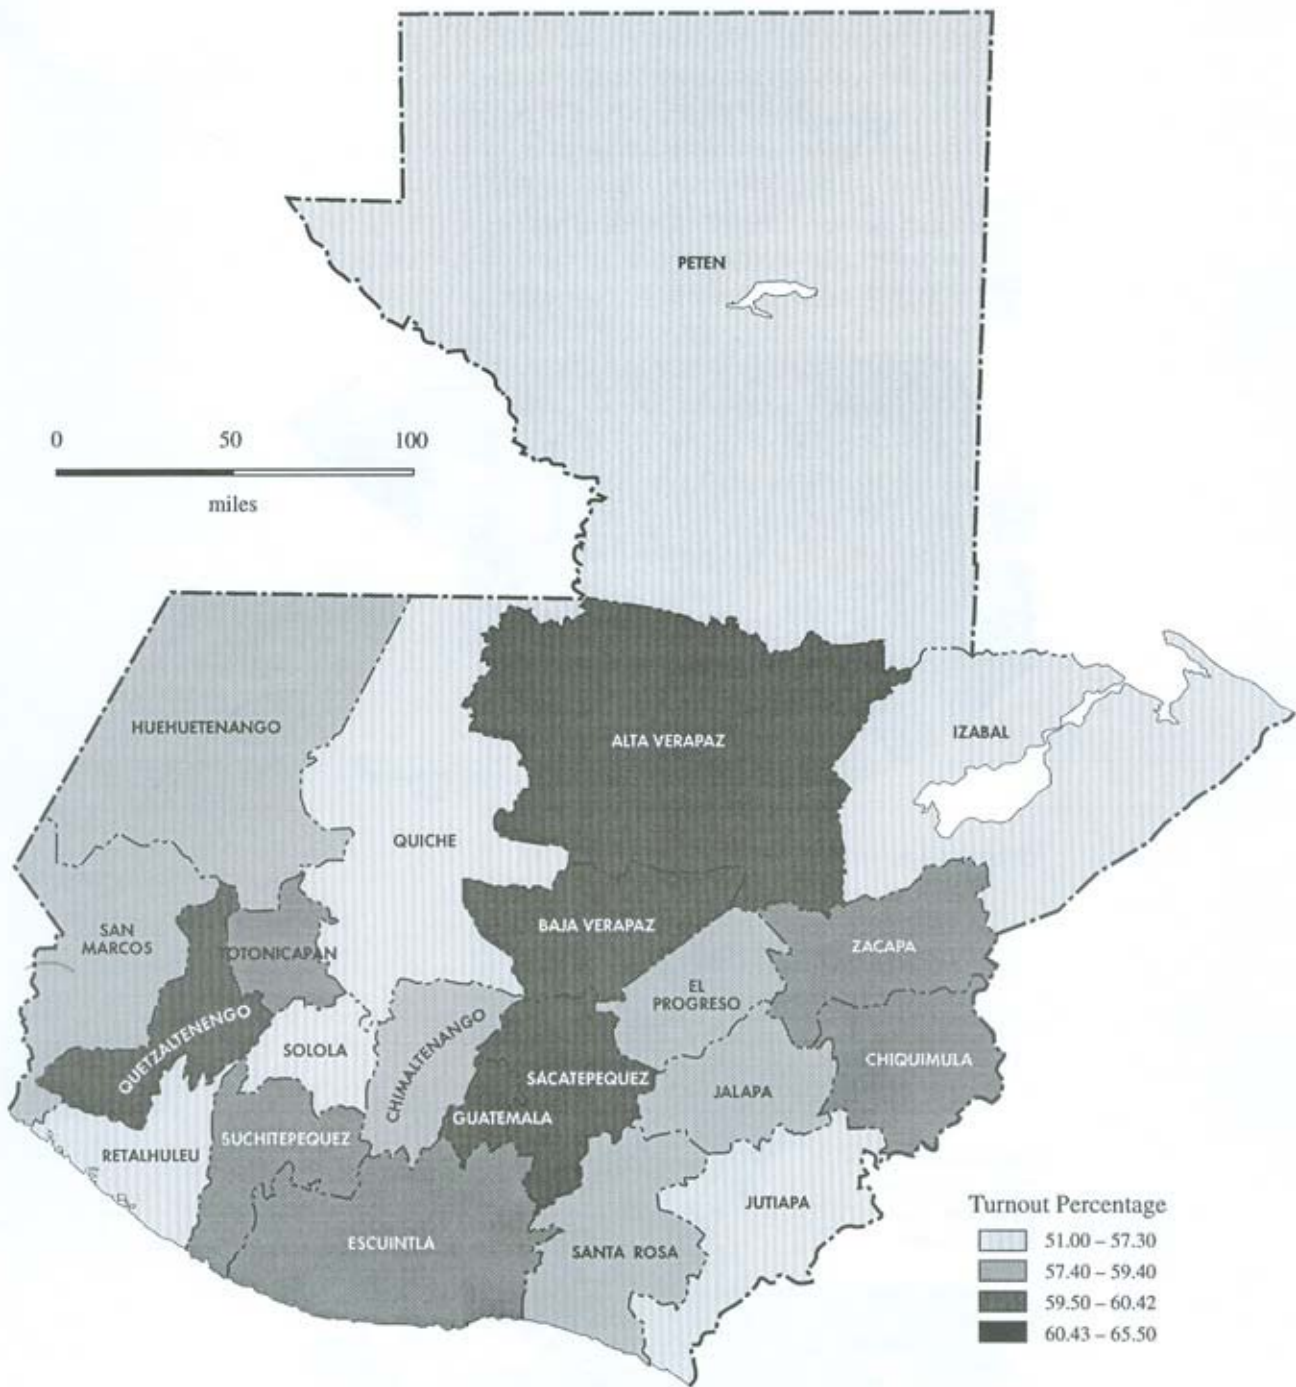 PETEN
0 50 100
miles
HUEHUETENANGO
ALTA VERAPAZ
IZABAL
QUICHE
SAN
MARCOS
TOTONICAPAN
BAJA VERAPAZ
ZACAPA
EL
PROGRESO
QUETZALTENENGO
SOLOLA
CHIMALTENANGO
SACATEPEQUEZ
CHIQUIMULA
JALAPA
GUATEMALA
RETALHULEU
SUCHITEPEQUEZ
JUTIAPA
ESCUINTLA
SANTA ROSA
Turnout Percentage
51.00 – 57.30
57.40 – 59.40
59.50 – 60.42
60.43 – 65.50